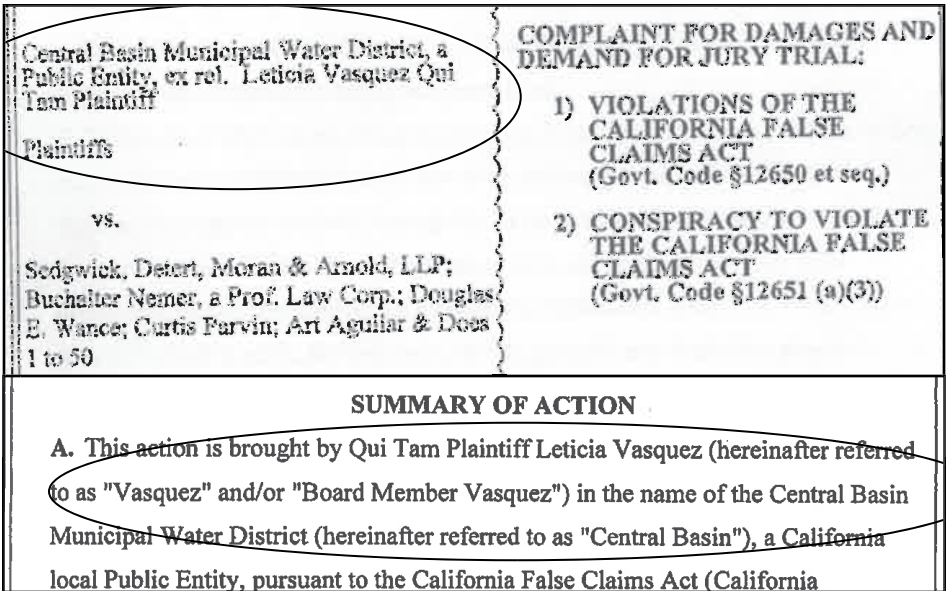 Central Basin Municipal Water District, a
Public Entity, ex rel. Leticia Vasquez Qui
Tam Plaintiff
Plaintiffs
vs.
Sedgwick, Detert, Moran & Arnold, LLP;
Buchalter Nemer, a Prof. Law Corp.; Douglas
E. Wance; Curtis Parvin; Art Aguilar & Does
1 to 50
COMPLAINT FOR DAMAGES AND
DEMAND FOR JURY TRIAL:
1) VIOLATIONS OF THE
CALIFORNIA FALSE
CLAIMS ACT
(Govt. Code §12650 et seq.)
2) CONSPIRACY TO VIOLATE
THE CALIFORNIA FALSE
CLAIMS ACT
(Govt. Code §12651 (a)(3))
SUMMARY OF ACTION
A. This action is brought by Qui Tam Plaintiff Leticia Vasquez (hereinafter referred
to as "Vasquez" and/or "Board Member Vasquez") in the name of the Central Basin
Municipal Water District (hereinafter referred to as "Central Basin"), a California
local Public Entity, pursuant to the California False Claims Act (California